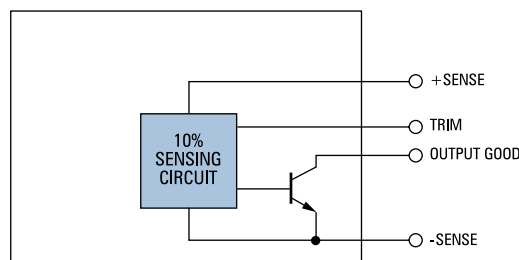 +SENSE
10%
SENSING
CIRCUIT
TRIM
OUTPUT GOOD
-SENSE